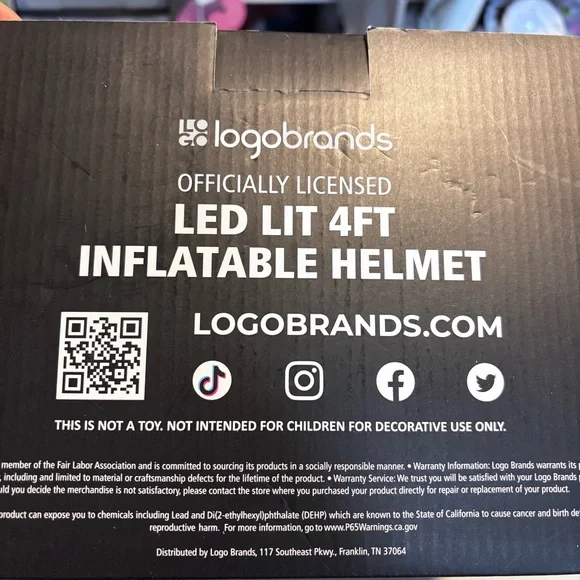 LOGO logobrands
OFFICIALLY LICENSED
LED LIT 4FT
INFLATABLE HELMET
LOGOBRANDS.COM
THIS IS NOT A TOY. NOT INTENDED FOR CHILDREN FOR DECORATIVE USE ONLY.
member of the Fair Labor Association and is committed to sourcing its products in a socially responsible manner. • Warranty Information: Logo Brands warrants its
including and limited to material or craftsmanship defects for the lifetime of the product. • Warranty Service: We trust you will be satisfied with your Logo Brands
you decide the merchandise is not satisfactory, please contact the store where you purchased your product directly for repair or replacement of your product.
product can expose you to chemicals including Lead and Di(2-ethylhexyl)phthalate (DEHP) which are known to the State of California to cause cancer and birth
reproductive harm. For more information, go to www.P65Warnings.ca.gov
Distributed by Logo Brands, 117 Southeast Pkwy., Franklin, TN 37064